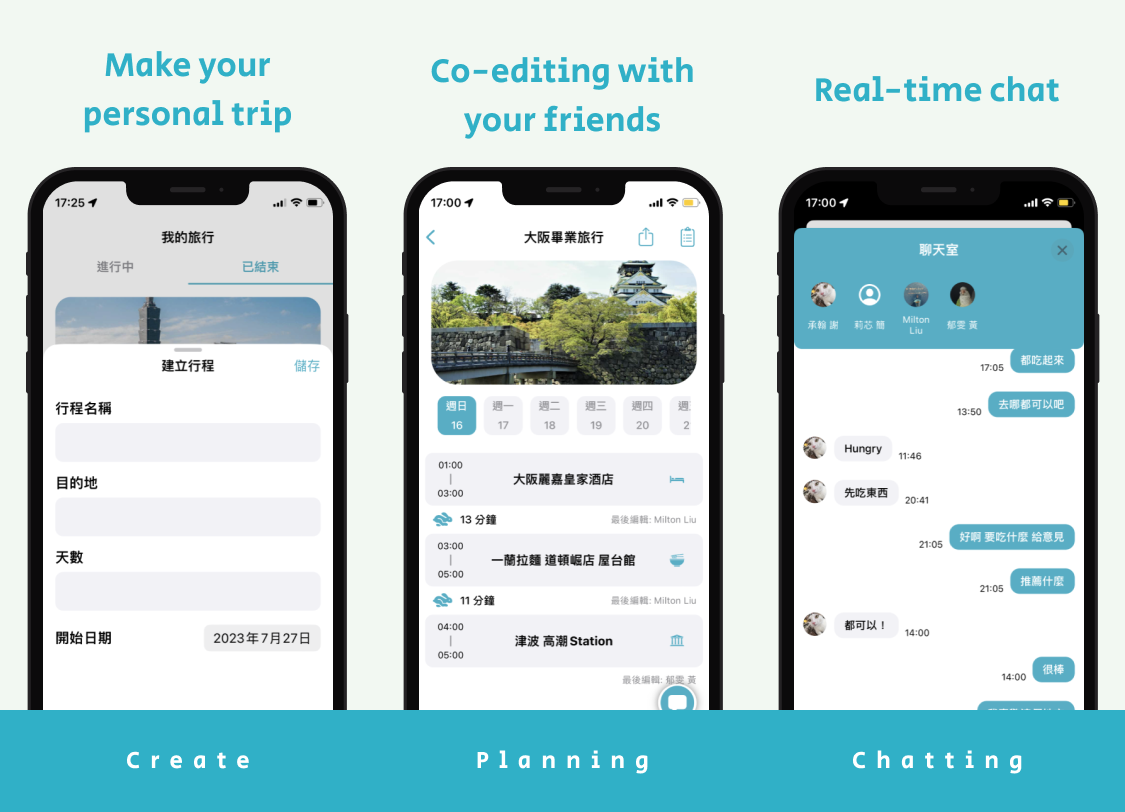 Make your
personal trip
Co-editing with
your friends
Real-time chat
17:25
我的旅行
進行中
已結束
建立行程
儲存
行程名稱
目的地
天數
開始日期
2023年7月27日
17:00
大阪畢業旅行
週日
16
週一
17
週二
18
週三
19
週四
20
週
2
01:00
03:00
大阪麗嘉皇家酒店
13 分鐘
最後編輯: Milton Liu
03:00
05:00
一蘭拉麵 道頓崛店 屋台館
11 分鐘
最後編輯: Milton Liu
04:00
05:00
津波 高潮Station
最後編輯: 郁雯 黃
17:00
聊天室
承翰 謝
莉芯 簡
Milton
Liu
郁雯 黃
17:05
都吃起來
13:50
去哪都可以吧
Hungry
11:46
先吃東西
20:41
21:05
好啊 要吃什麼 給意見
21:05
推薦什麼
都可以！
14:00
14:00
很棒
Create
Planning
Chatting